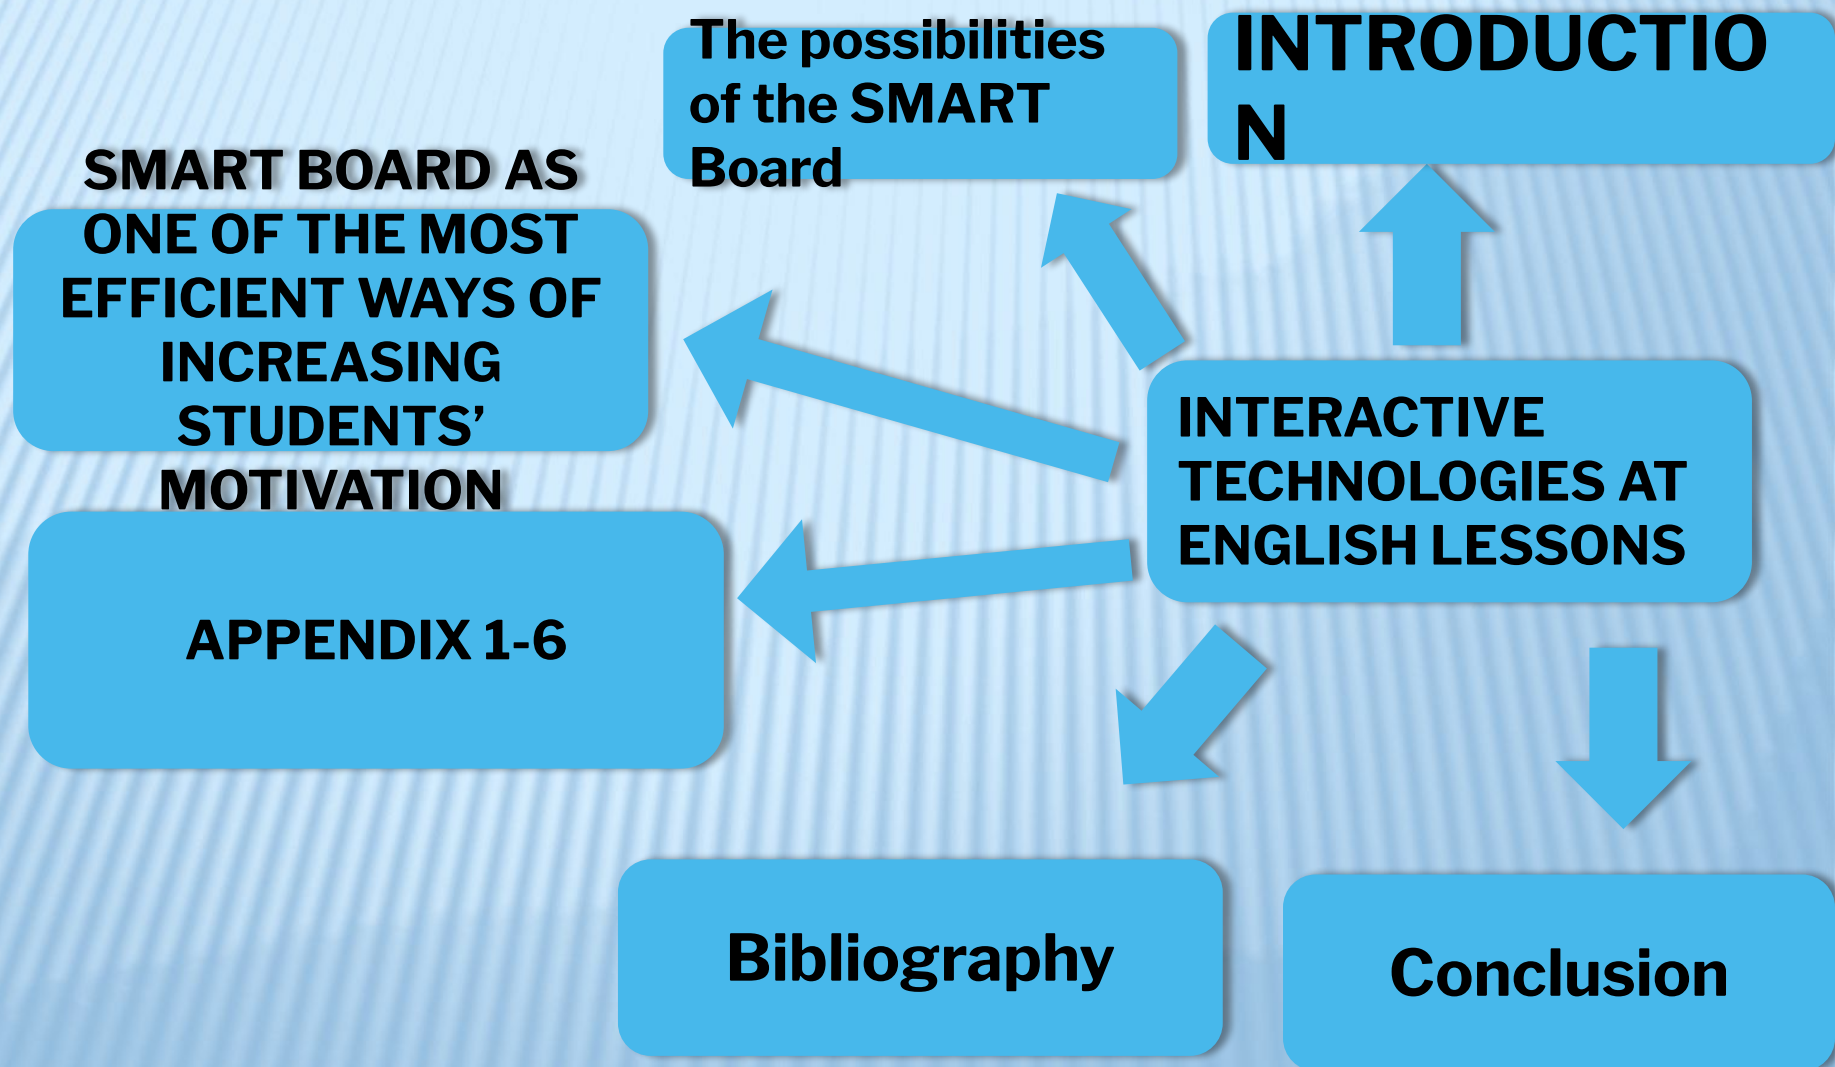 The possibilities
of the SMART
Board
INTRODUCTIO
N
SMART BOARD AS
ONE OF THE MOST
EFFICIENT WAYS OF
INCREASING
STUDENTS’
MOTIVATION
INTERACTIVE
TECHNOLOGIES AT
ENGLISH LESSONS
APPENDIX 1-6
Bibliography
Conclusion